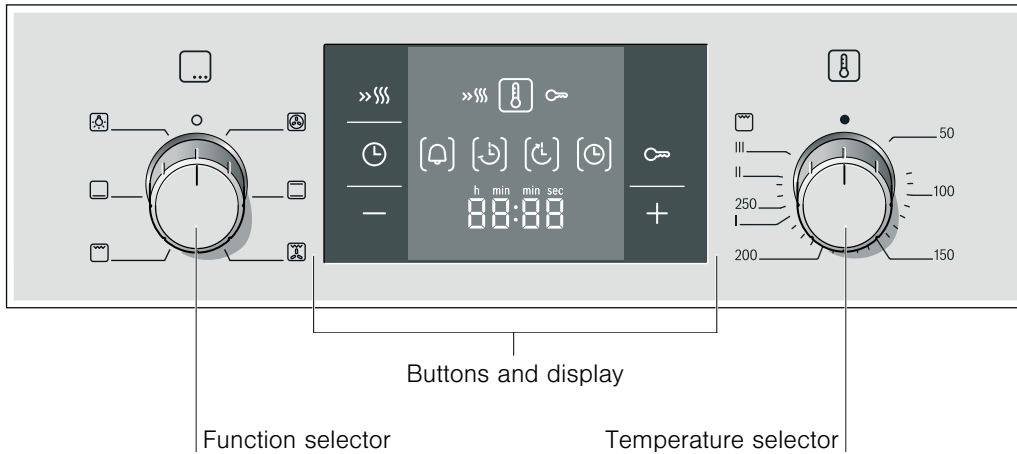 h min min sec
88:88
III
II
250
I
200
50
100
150
Buttons and display
Function selector
Temperature selector